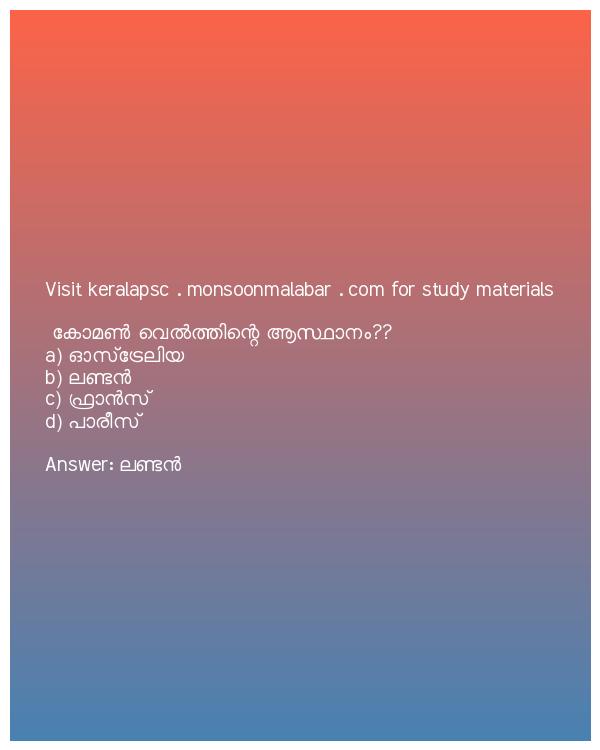 Visit keralapsc . monsoonmalabar . com for study materials
കോമൺ വെൽത്തിന്റെ ആസ്ഥാനം??
a) ഓസ്ട്രേലിയ
b) ലണ്ടൻ
c) ഫ്രാൻസ്
d) പാരീസ്
Answer: ലണ്ടൻ